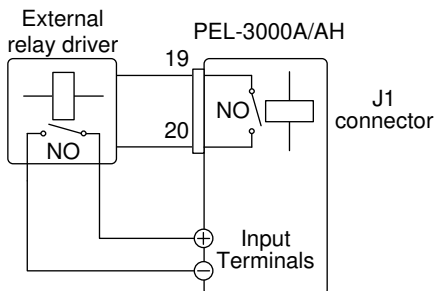 External
relay driver
PEL-3000A/AH
19
NO
J1
connector
20
NO
Input
Terminals